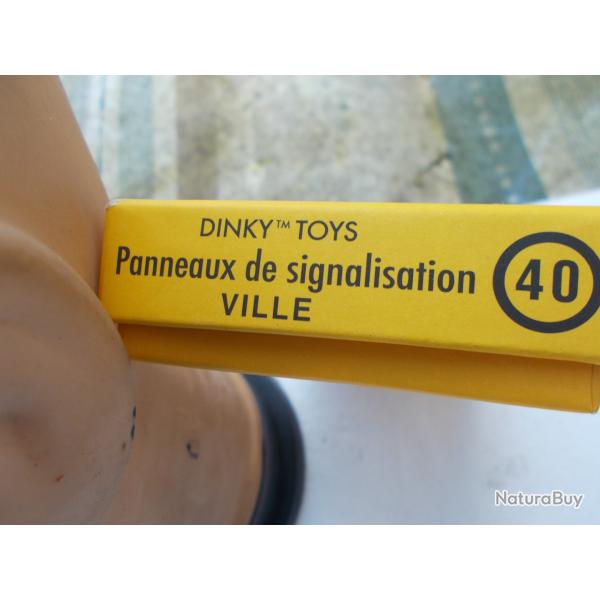 DINKY™ TOYS
Panneaux de signalisation
VILLE
40
NaturaBuy